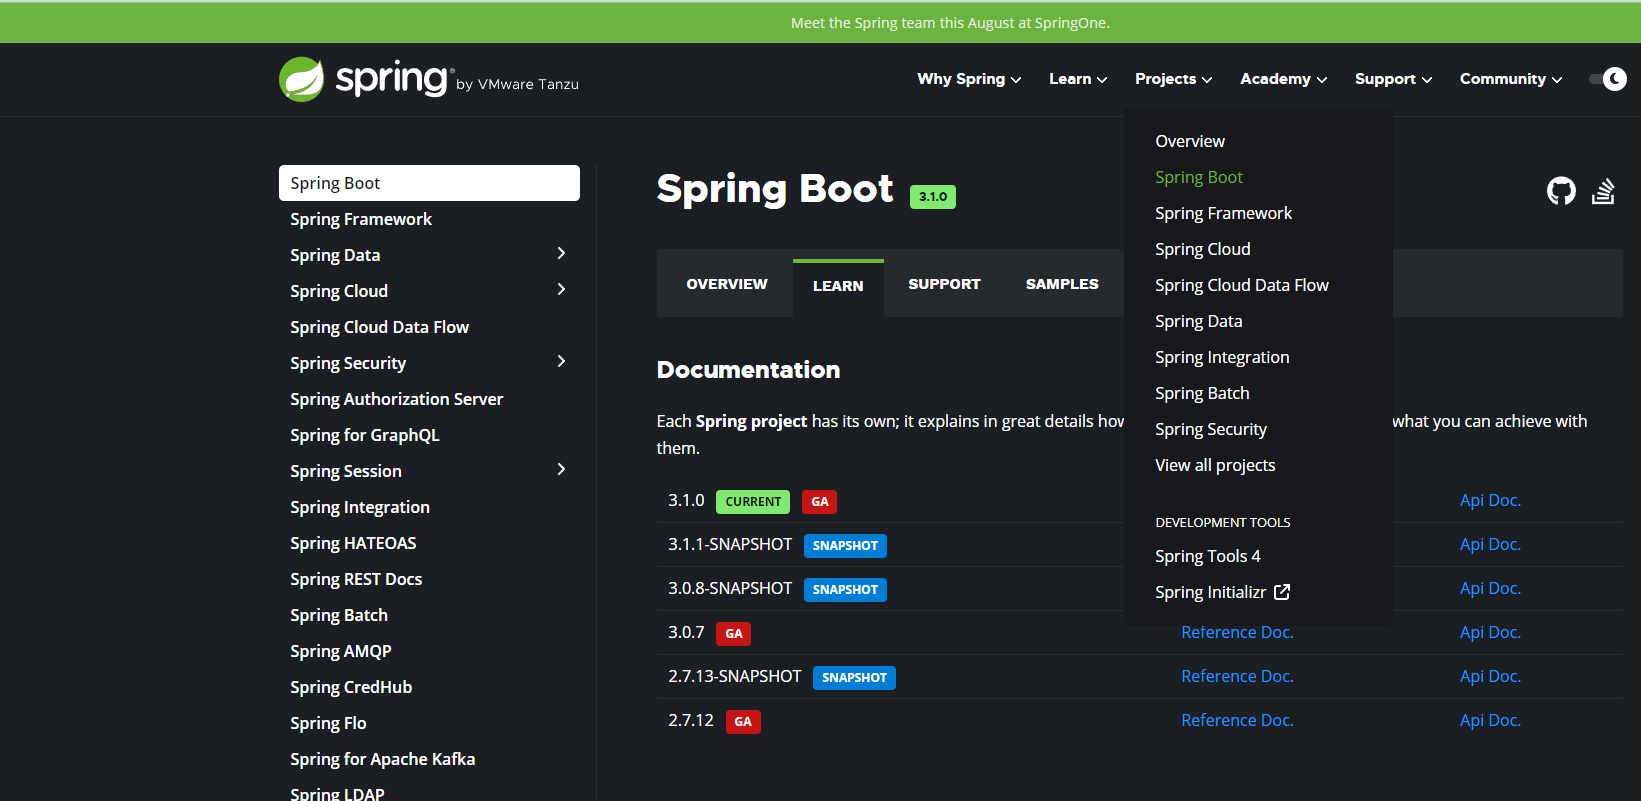 Meet the Spring team this August at SpringOne.
spring® by VMware Tanzu
Why Spring
Learn
Projects
Academy
Support
Community
Overview
Spring Boot
Spring Framework
Spring Cloud
Spring Cloud Data Flow
Spring Data
Spring Integration
Spring Batch
Spring Security
View all projects
DEVELOPMENT TOOLS
Spring Tools 4
Spring Initializr
Spring Boot
Spring Framework
Spring Data
Spring Cloud
Spring Cloud Data Flow
Spring Security
Spring Authorization Server
Spring for GraphQL
Spring Session
Spring Integration
Spring HATEOAS
Spring REST Docs
Spring Batch
Spring AMQP
Spring CredHub
Spring Flo
Spring for Apache Kafka
Spring LDAP
Spring Boot 3.1.0
OVERVIEW LEARN SUPPORT SAMPLES
Documentation
Each Spring project has its own; it explains in great details how what you can achieve with
them.
3.1.0 CURRENT GA Api Doc.
3.1.1-SNAPSHOT SNAPSHOT Api Doc.
3.0.8-SNAPSHOT SNAPSHOT Api Doc.
3.0.7 GA Reference Doc. Api Doc.
2.7.13-SNAPSHOT SNAPSHOT Reference Doc. Api Doc.
2.7.12 GA Reference Doc. Api Doc.